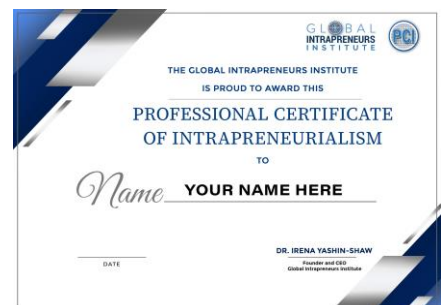 GLOBAL
INTRAPRENEURS
INSTITUTE
PCI
THE GLOBAL INTRAPRENEURS INSTITUTE
IS PROUD TO AWARD THIS
PROFESSIONAL CERTIFICATE
OF INTRAPRENEURIALISM
TO
Name YOUR NAME HERE
DATE
DR. IRENA YASHIN-SHAW
Founder and CEO
Global Intrapreneurs Institute